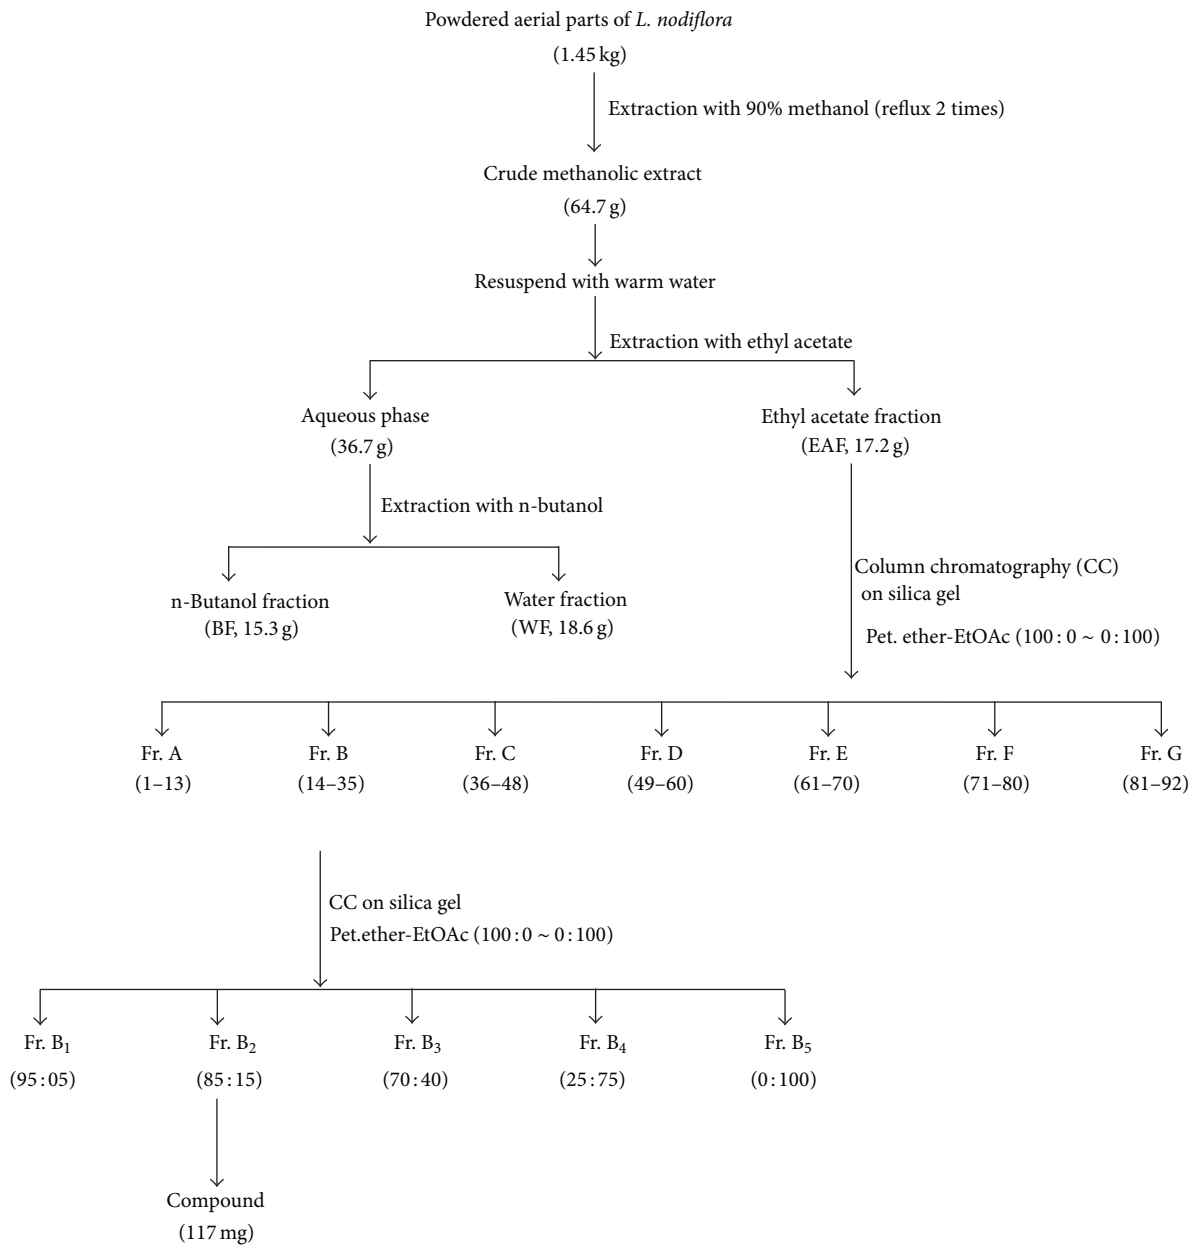 Powdered aerial parts of L. nodiflora
(1.45 kg)
Extraction with 90% methanol (reflux 2 times)
Crude methanolic extract
(64.7 g)
Resuspend with warm water
Extraction with ethyl acetate
Aqueous phase
(36.7 g)
Ethyl acetate fraction
(EAF, 17.2 g)
Extraction with n-butanol
n-Butanol fraction
(BF, 15.3 g)
Water fraction
(WF, 18.6 g)
Column chromatography (CC)
on silica gel
Pet. ether-EtOAc (100 : 0 ~ 0 : 100)
Fr. A
(1–13)
Fr. B
(14–35)
Fr. C
(36–48)
Fr. D
(49–60)
Fr. E
(61–70)
Fr. F
(71–80)
Fr. G
(81–92)
CC on silica gel
Pet.ether-EtOAc (100 : 0 ~ 0 : 100)
Fr. B1
(95 : 05)
Fr. B2
(85 : 15)
Fr. B3
(70 : 40)
Fr. B4
(25 : 75)
Fr. B5
(0 : 100)
Compound
(117 mg)